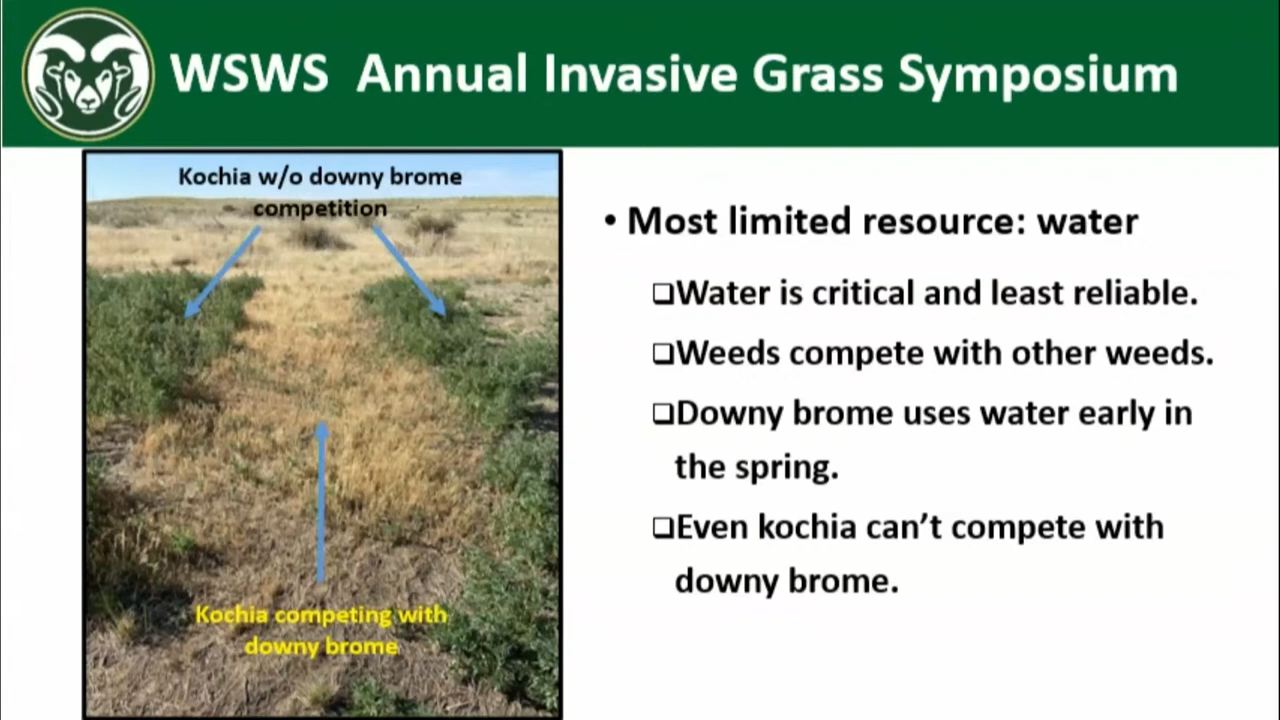 WSWS Annual Invasive Grass Symposium
Kochia w/o downy brome
competition
Kochia competing with
downy brome
• Most limited resource: water
❑Water is critical and least reliable.
❑Weeds compete with other weeds.
❑Downy brome uses water early in
the spring.
❑Even kochia can’t compete with
downy brome.